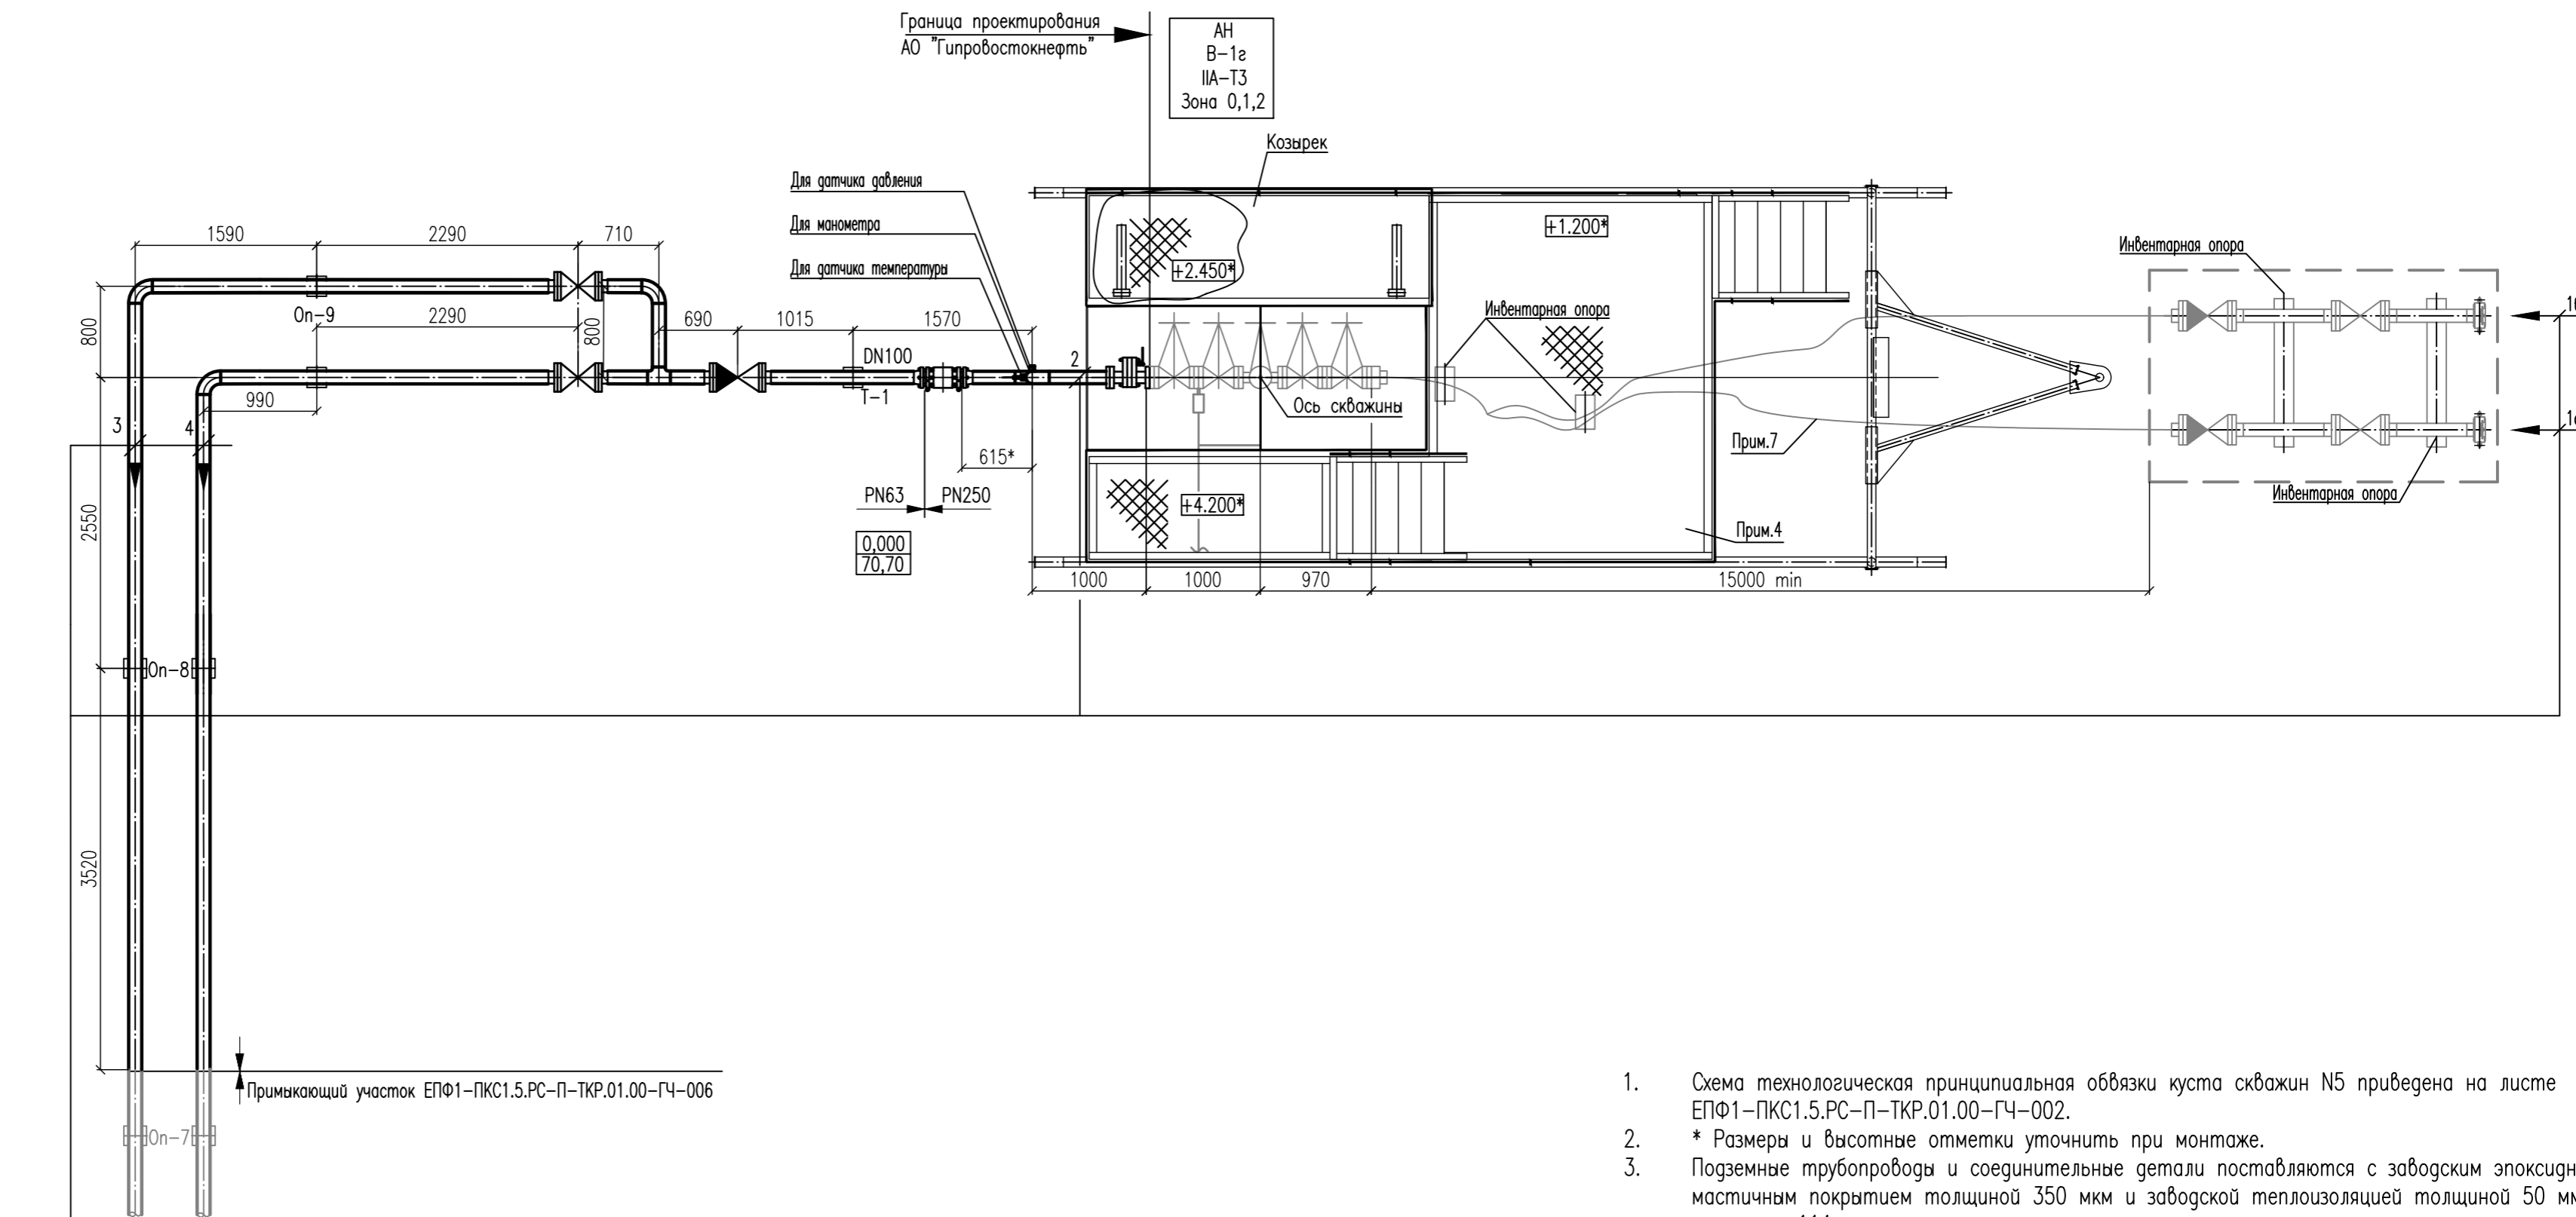 Граница проектирования
АО "Гипровостокнефть"
АН
В-1г
IIА-Т3
Зона 0,1,2
Козырек
Для датчика давления
Для манометра
Для датчика температуры
1590
2290
710
+1.200*
+2.450*
Инвентарная опора
Оп-9
2290
800
800
690
1015
1570
Инвентарная опора
DN100
2
Т-1
990
Ось скважины
3
4
615*
Прим.7
PN63
PN250
+4.200*
Инвентарная опора
2550
0,000
70,70
Прим.4
1000
1000
970
15000 min
Оп-8
3520
Примыкающий участок ЕПФ1-ПКС1.5.РС-П-ТКР.01.00-ГЧ-006
Оп-7
1. Схема технологическая принципиальная обвязки куста скважин N5 приведена на листе
ЕПФ1-ПКС1.5.РС-П-ТКР.01.00-ГЧ-002.
2. * Размеры и высотные отметки уточнить при монтаже.
3. Подземные трубопроводы и соединительные детали поставляются с заводским
мастичным покрытием толщиной 350 мкм и заводской теплоизоляцией толщиной 50